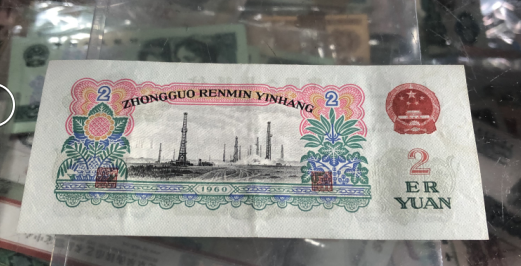 2
ZHONGGUO RENMIN YINHANG
2
1960
2
ER
YUAN